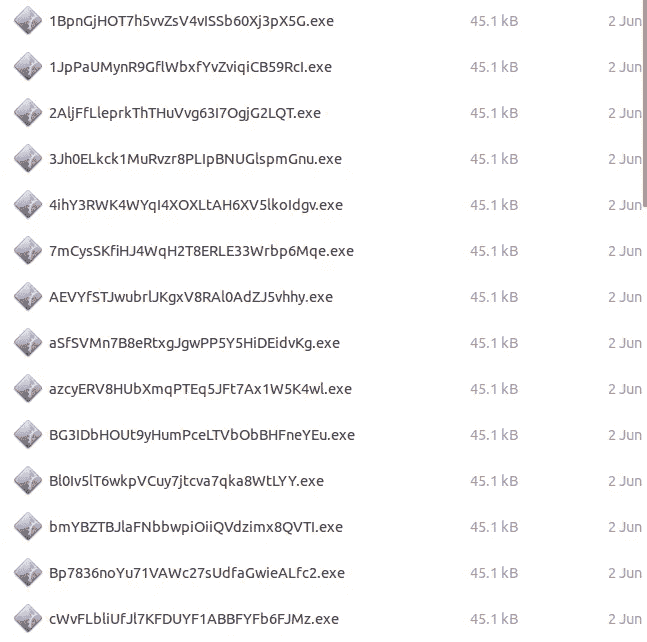 1BpnGjHOT7h5vvZsV4vISSb60Xj3pX5G.exe 45.1 kB 2 Jun
1JpPaUMynR9GflWbxfYvZviqiCB59RcI.exe 45.1 kB 2 Jun
2AljFfLleprkThTHuVvg63I7OgjG2LQT.exe 45.1 kB 2 Jun
3Jh0ELkck1MuRvzr8PLIpBNUGlspmGnu.exe 45.1 kB 2 Jun
4ihY3RWK4WYqI4XOXLtAH6XV5lkoIdgv.exe 45.1 kB 2 Jun
7mCysSKfiHJ4WqH2T8ERLE33Wrbp6Mqe.exe 45.1 kB 2 Jun
AEVYfSTJwubrlJKgxV8RAl0AdZJ5vhhy.exe 45.1 kB 2 Jun
aSfSVMn7B8eRtxgJgwPP5Y5HiDEidvKg.exe 45.1 kB 2 Jun
azcyERV8HUbXmqPTEq5JFt7Ax1W5K4wl.exe 45.1 kB 2 Jun
BG3IDbHOUt9yHumPceLTVbObBHFneYEu.exe 45.1 kB 2 Jun
Bl0Iv5lT6wkpVCuy7jtcva7qka8WtLYY.exe 45.1 kB 2 Jun
bmYBZTBJlaFNbbwpiOiiQVdzimx8QVTI.exe 45.1 kB 2 Jun
Bp7836noYu71VAWc27sUdfaGwieALfc2.exe 45.1 kB 2 Jun
cWvFLbliUfJl7KFDUYF1ABBFYFb6FJMz.exe 45.1 kB 2 Jun